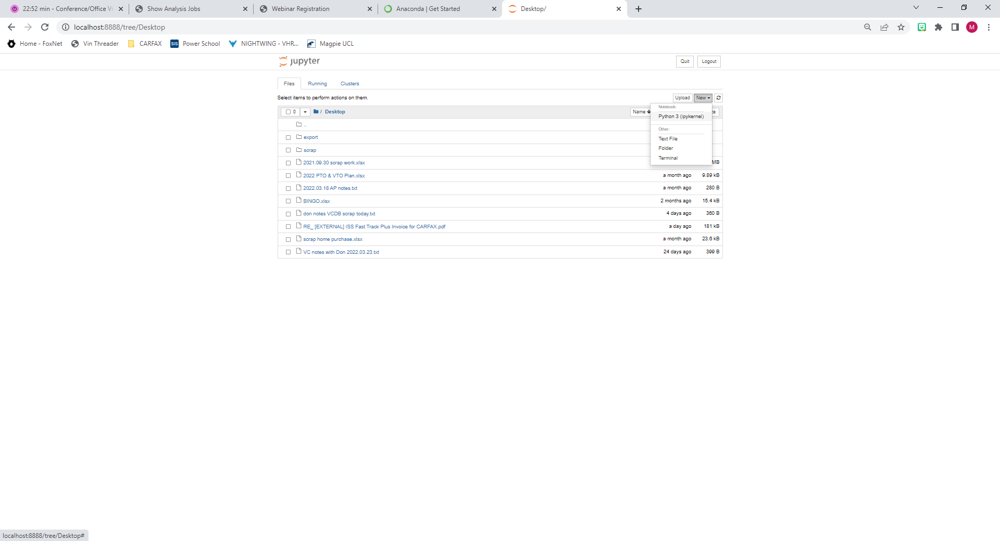 22:52 min - Conference/Office Vi
Show Analysis Jobs
Webinar Registration
Anaconda | Get Started
Desktop/
localhost:8888/tree/Desktop
M
Home - FoxNet
Vin Threader
CARFAX
SIS
Power School
NIGHTWING - VHR...
Magpie UCL
jupyter
Quit
Logout
Files
Running
Clusters
Select items to perform actions on them.
Upload
New
0
/
Desktop
Name
ze
Notebook:
Python 3 (ipykernel)
Other:
Text File
Folder
Terminal
..
export
scrap
2021.09.30 scrap work.xlsx
MB
2022 PTO & VTO Plan.xlsx
a month ago
9.89 kB
2022.03.18 AP notes.txt
a month ago
280 B
BINGO.xlsx
2 months ago
15.4 kB
don notes VCDB scrap today.txt
4 days ago
360 B
RE_ [EXTERNAL] ISS Fast Track Plus Invoice for CARFAX.pdf
a day ago
181 kB
scrap home purchase.xlsx
a month ago
23.6 kB
VC notes with Don 2022.03.23.txt
24 days ago
399 B
localhost:8888/tree/Desktop#